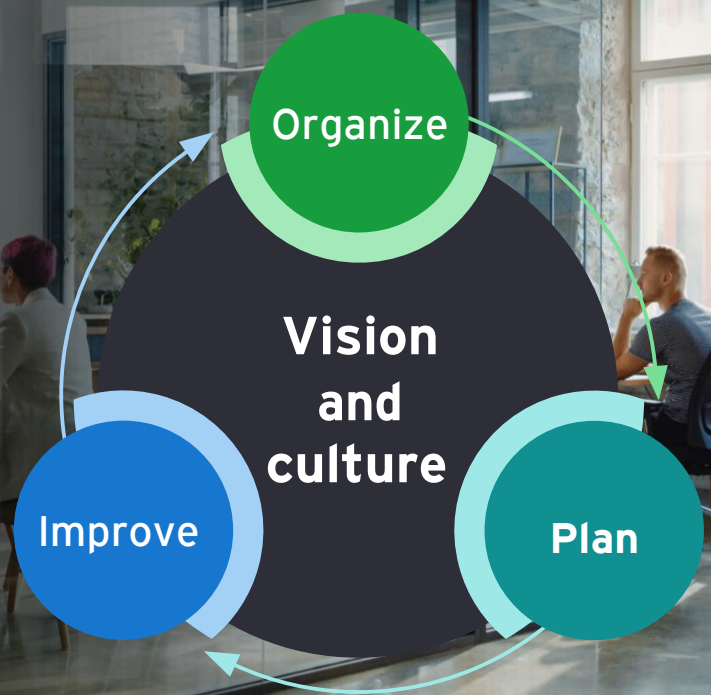 Organize
Vision
and
culture
Improve
Plan